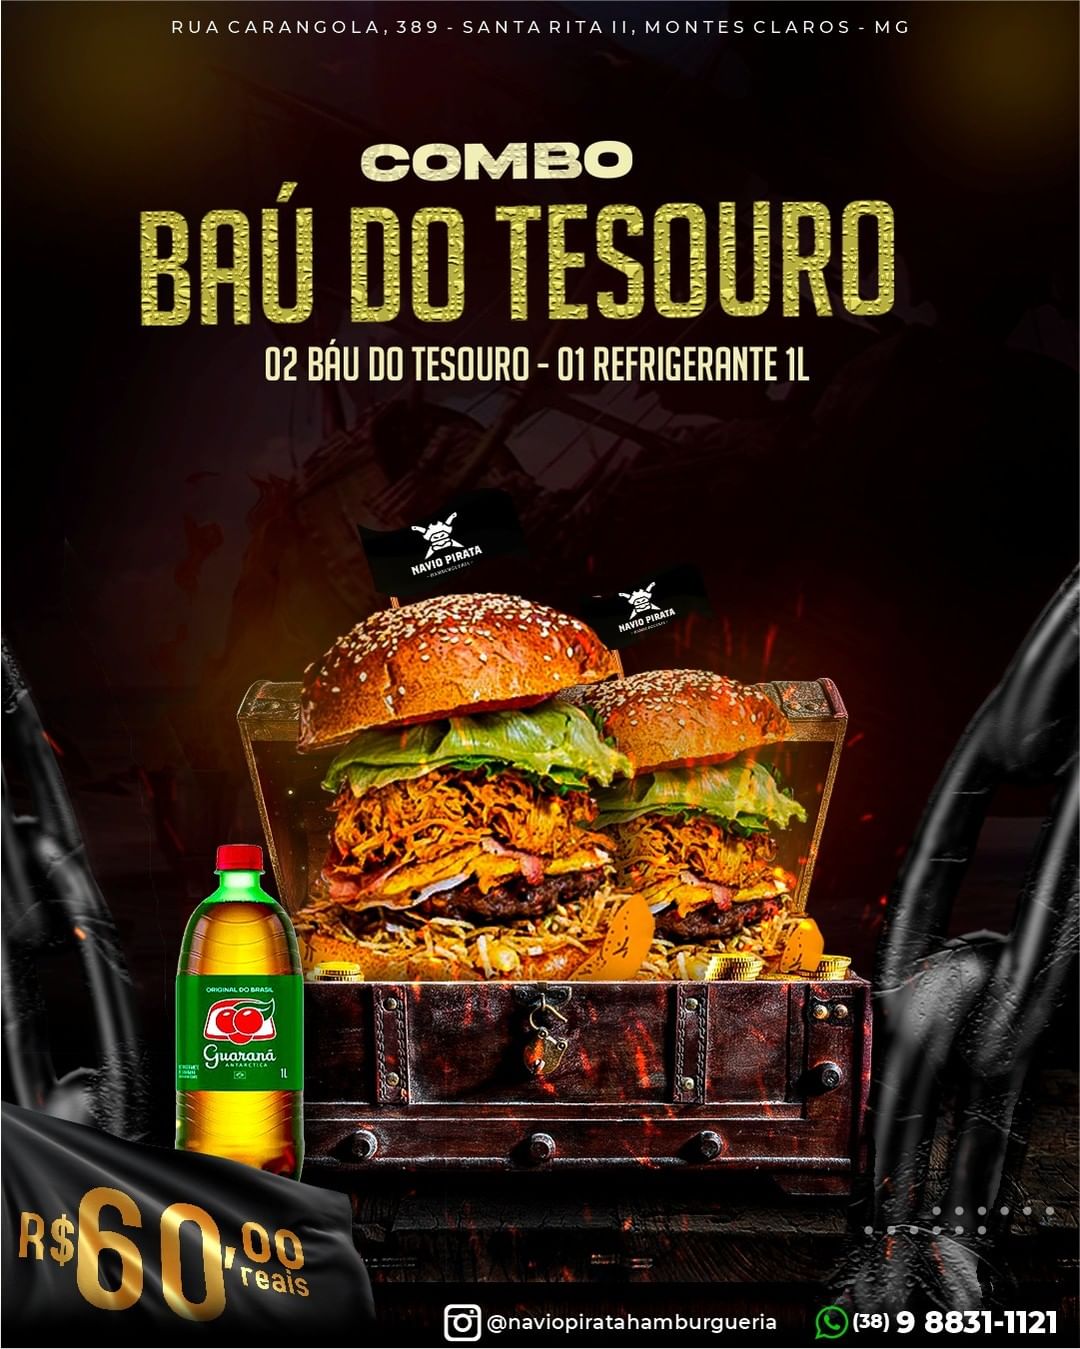 RUA CARANGOLA, 389 - SANTA RITA II, MONTES CLAROS - MG
COMBO
BAÚ DO TESOURO
02 BÁU DO TESOURO - 01 REFRIGERANTE 1L
NAVIO PIRATA
NAVIO PIRATA
ORIGINAL DO BRASIL
Guaraná
ANTARCTICA
1L
R$60,00
reais
@naviopiratahamburgueria
(38) 9 8831-1121